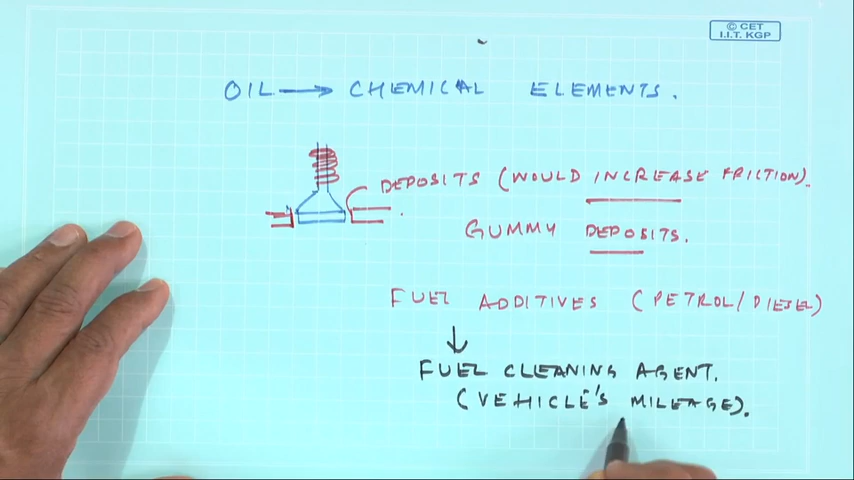 © CET
I.I.T. KGP
OIL → CHEMICAL ELEMENTS.
DEPOSITS (WOULD INCREASE FRICTION).
GUMMY DEPOSITS.
FUEL ADDITIVES (PETROL/DIESEL)
↓
FUEL CLEANING AGENT.
(VEHICLE'S MILEAGE).